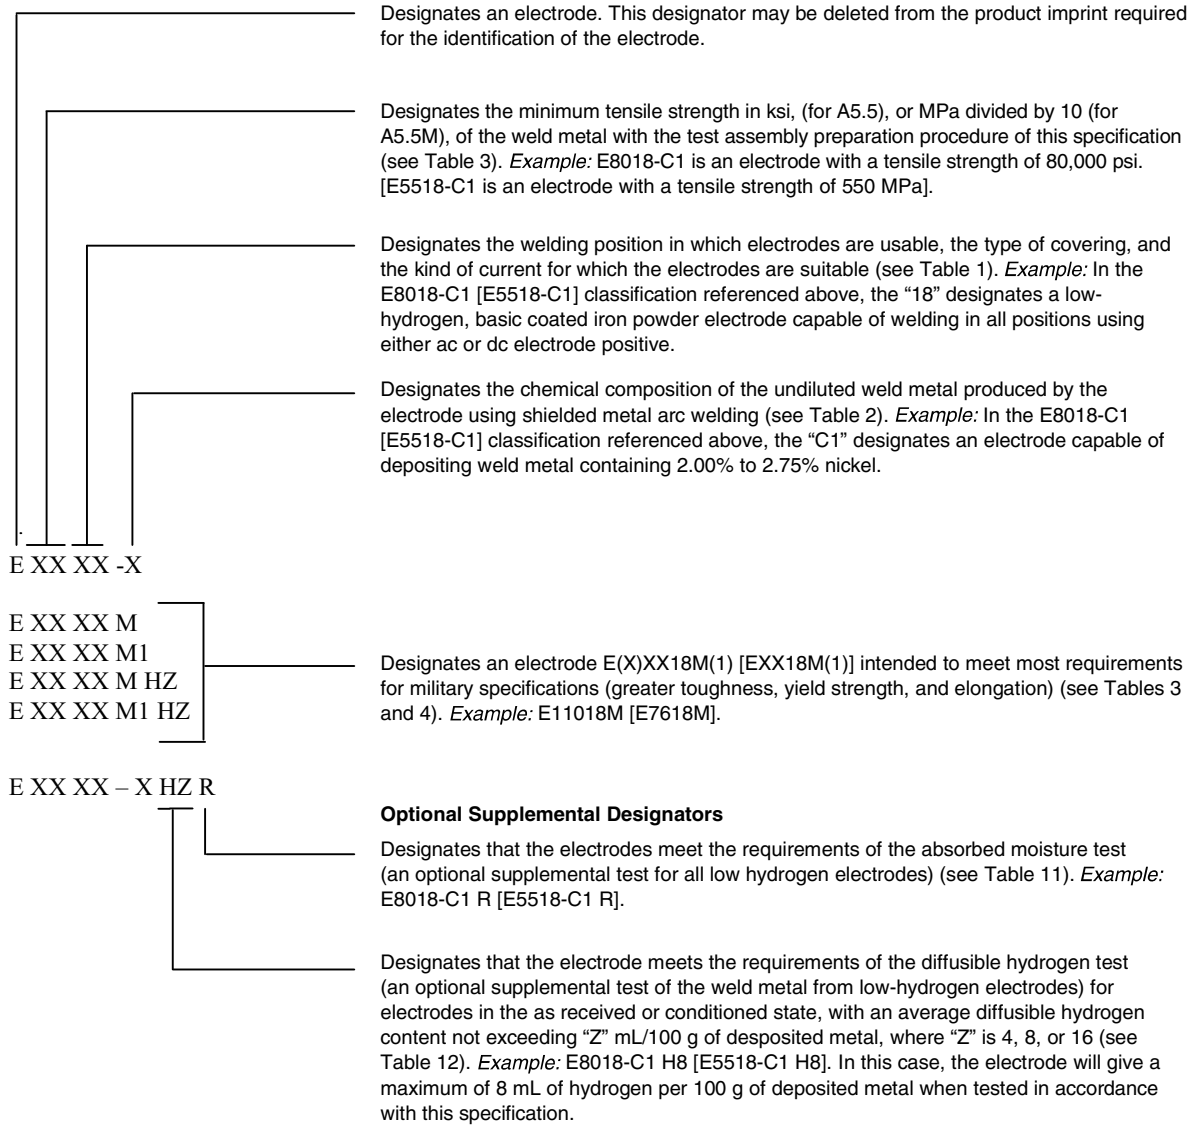 Designates an electrode. This designator may be deleted from the product imprint required
for the identification of the electrode.
Designates the minimum tensile strength in ksi, (for A5.5), or MPa divided by 10 (for
A5.5M), of the weld metal with the test assembly preparation procedure of this specification
(see Table 3). Example: E8018-C1 is an electrode with a tensile strength of 80,000 psi.
[E5518-C1 is an electrode with a tensile strength of 550 MPa].
Designates the welding position in which electrodes are usable, the type of covering, and
the kind of current for which the electrodes are suitable (see Table 1). Example: In the
E8018-C1 [E5518-C1] classification referenced above, the “18” designates a low-
hydrogen, basic coated iron powder electrode capable of welding in all positions using
either ac or dc electrode positive.
Designates the chemical composition of the undiluted weld metal produced by the
electrode using shielded metal arc welding (see Table 2). Example: In the E8018-C1
[E5518-C1] classification referenced above, the “C1” designates an electrode capable of
depositing weld metal containing 2.00% to 2.75% nickel.
E XX XX -X
E XX XX M
E XX XX M1
E XX XX M HZ
E XX XX M1 HZ
Designates an electrode E(X)XX18M(1) [EXX18M(1)] intended to meet most requirements
for military specifications (greater toughness, yield strength, and elongation) (see Tables 3
and 4). Example: E11018M [E7618M].
E XX XX – X HZ R
Optional Supplemental Designators
Designates that the electrodes meet the requirements of the absorbed moisture test
(an optional supplemental test for all low hydrogen electrodes) (see Table 11). Example:
E8018-C1 R [E5518-C1 R].
Designates that the electrode meets the requirements of the diffusible hydrogen test
(an optional supplemental test of the weld metal from low-hydrogen electrodes) for
electrodes in the as received or conditioned state, with an average diffusible hydrogen
content not exceeding “Z” mL/100 g of desposited metal, where “Z” is 4, 8, or 16 (see
Table 12). Example: E8018-C1 H8 [E5518-C1 H8]. In this case, the electrode will give a
maximum of 8 mL of hydrogen per 100 g of deposited metal when tested in accordance
with this specification.